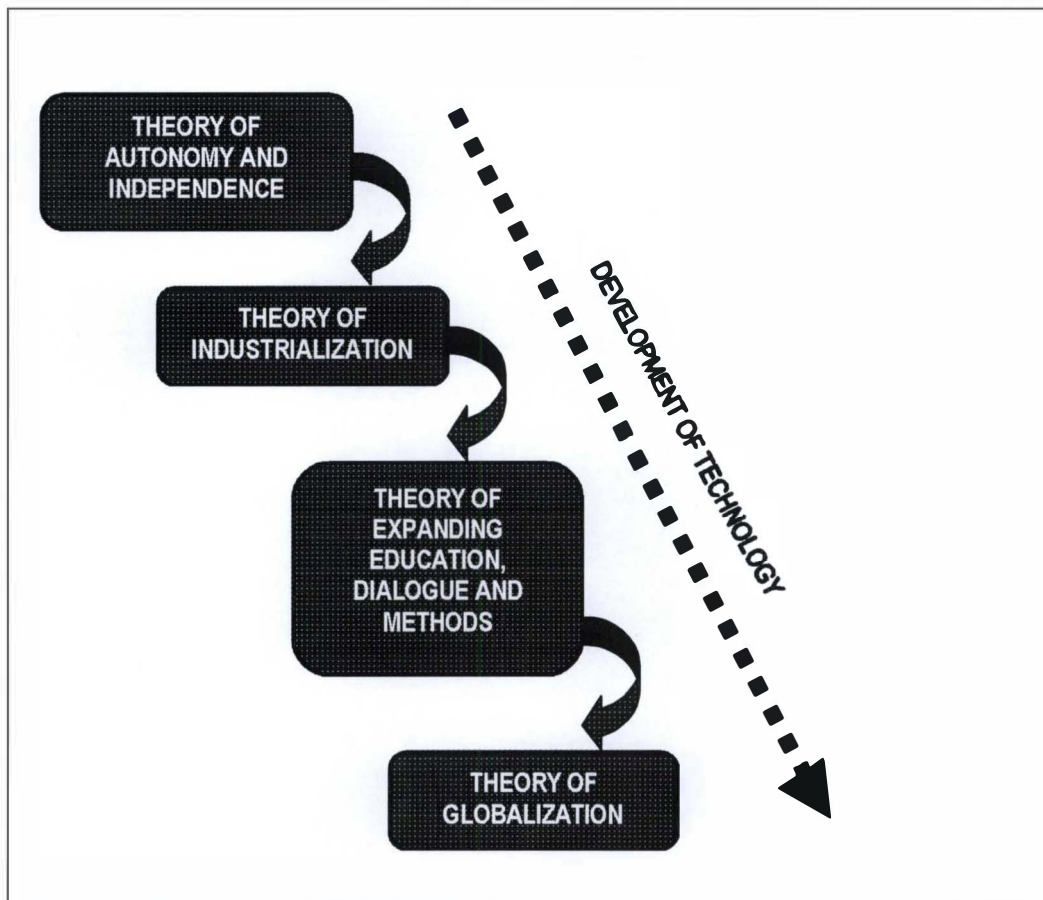 THEORY OF
AUTONOMY AND
INDEPENDENCE
THEORY OF
INDUSTRIALIZATION
THEORY OF
EXPANDING
EDUCATION,
DIALOGUE AND
METHODS
THEORY OF
GLOBALIZATION
DEVELOPMENT OF TECHNOLOGY